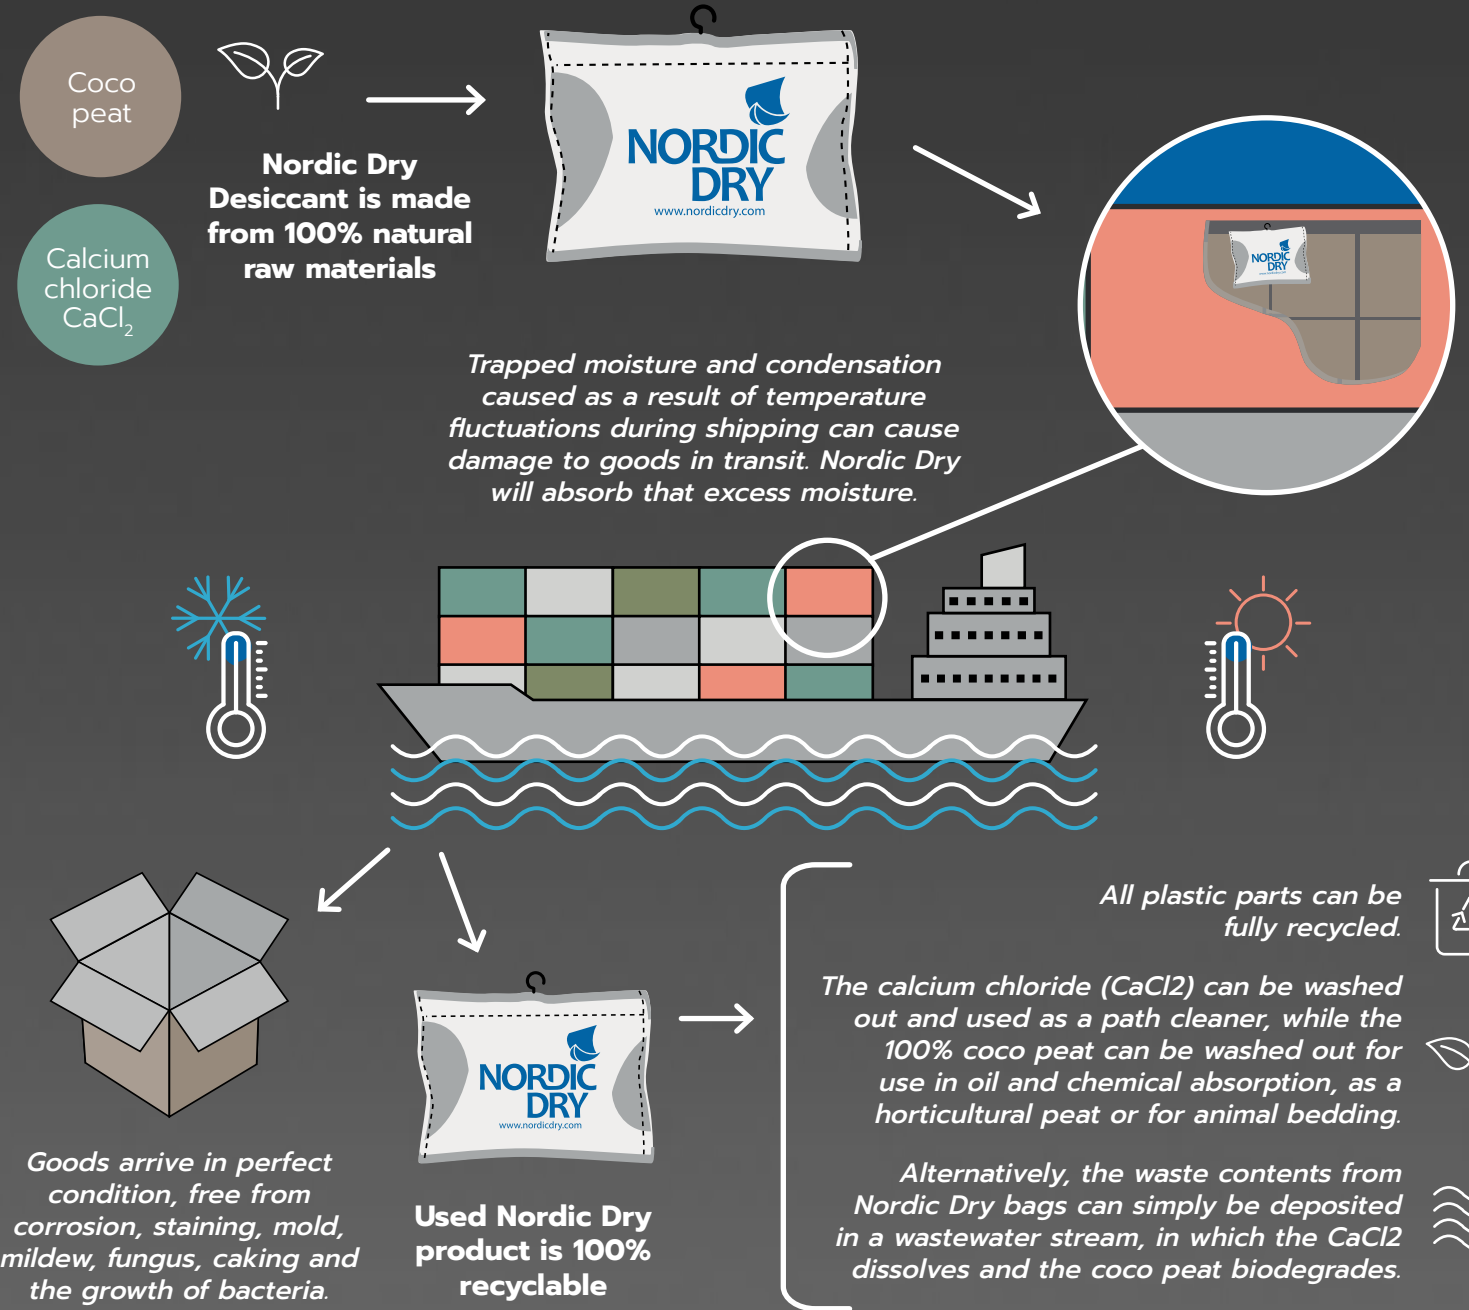 Coco
peat
Calcium
chloride
CaCl2
Nordic Dry
Desiccant is made
from 100% natural
raw materials
NORDIC
DRY
www.nordicdry.com
NORDIC
DRY
Trapped moisture and condensation
caused as a result of temperature
fluctuations during shipping can cause
damage to goods in transit. Nordic Dry
will absorb that excess moisture.
Goods arrive in perfect
condition, free from
corrosion, staining, mold,
mildew, fungus, caking and
the growth of bacteria.
NORDIC
DRY
www.nordicdry.com
Used Nordic Dry
product is 100%
recyclable
All plastic parts can be
fully recycled.
The calcium chloride (CaCl2) can be washed
out and used as a path cleaner, while the
100% coco peat can be washed out for
use in oil and chemical absorption, as a
horticultural peat or for animal bedding.
Alternatively, the waste contents from
Nordic Dry bags can simply be deposited
in a wastewater stream, in which the CaCl2
dissolves and the coco peat biodegrades.